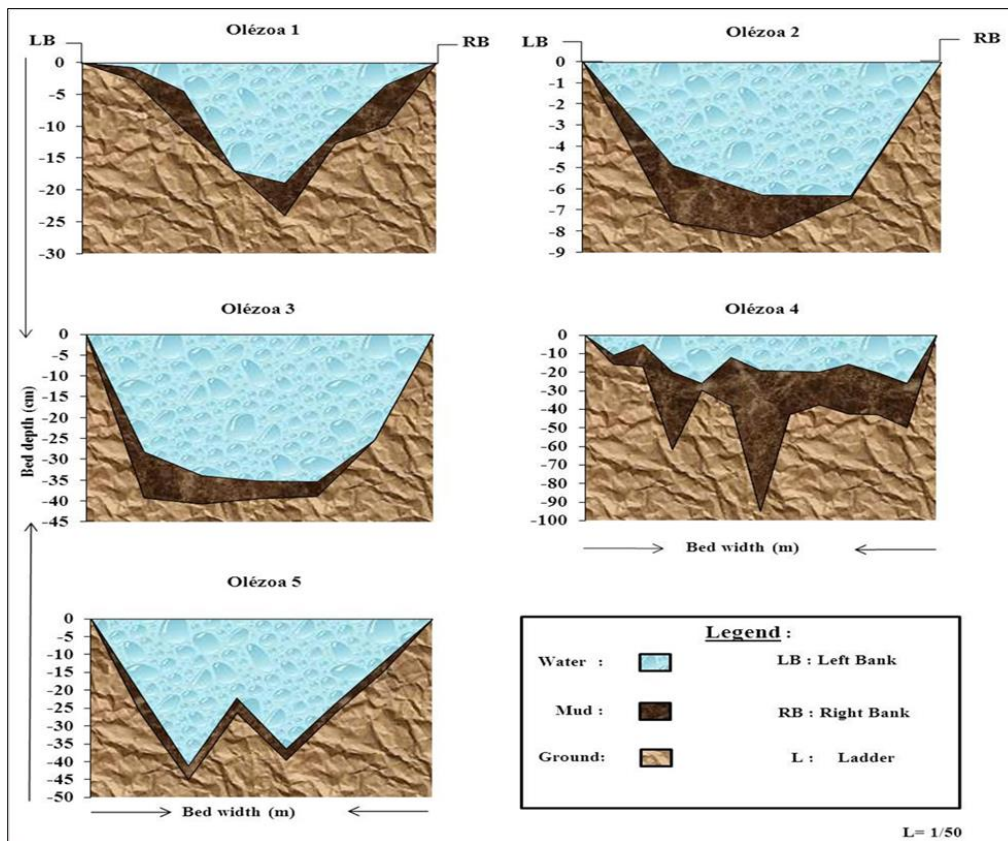 Olézoa 1
LB
RB
0
-5
-10
-15
-20
-25
-30
Olézoa 2
LB
RB
0
-1
-2
-3
-4
-5
-6
-7
-8
-9
Bed depth (cm)
Olézoa 3
0
-5
-10
-15
-20
-25
-30
-35
-40
-45
Olézoa 4
0
-10
-20
-30
-40
-50
-60
-70
-80
-90
-100
Bed width (m)
Olézoa 5
0
-5
-10
-15
-20
-25
-30
-35
-40
-45
-50
Bed width (m)
Legend :
Water : LB : Left Bank
Mud : RB : Right Bank
Ground: L : Ladder
L= 1/50